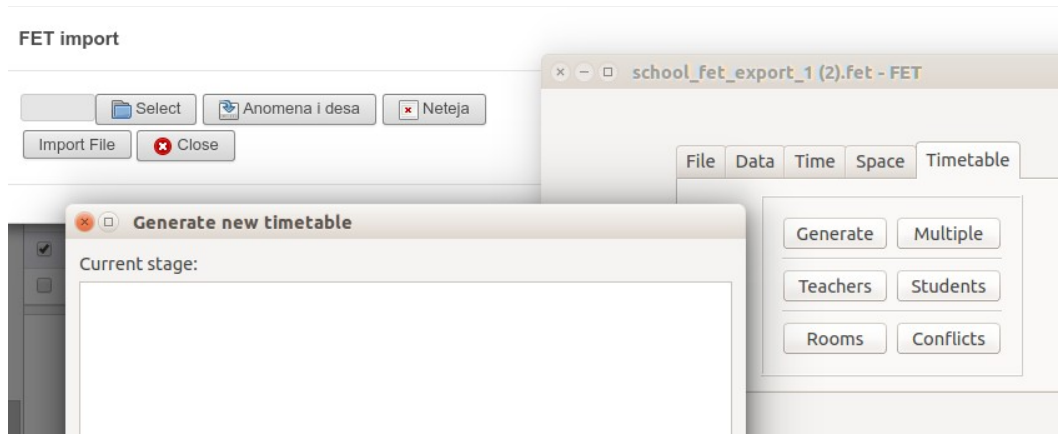 FET import
school_fet_export_1 (2).fet - FET
Select Anomena i desa Neteja
Import File Close
File Data Time Space Timetable
Generate new timetable
Current stage:
Generate Multiple
Teachers Students
Rooms Conflicts